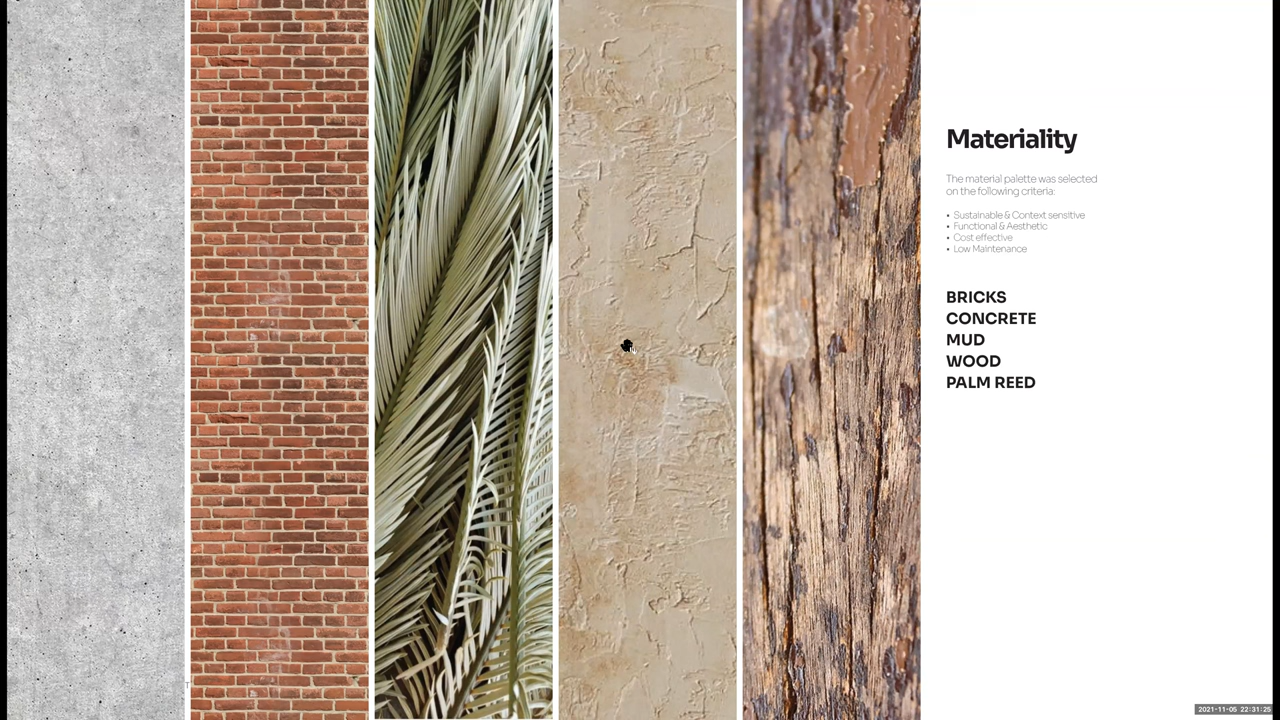 Materiality
The material palette was selected
on the following criteria:
• Sustainable & Context sensitive
• Functional & Aesthetic
• Cost effective
• Low Maintenance
BRICKS
CONCRETE
MUD
WOOD
PALM REED
2021-11-05 22:31:25